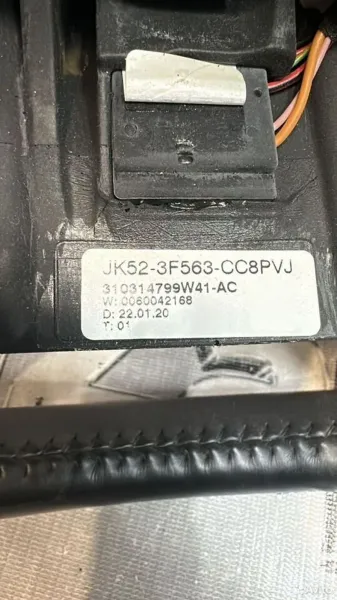 JK52-3F563-CC8PVJ
310314799W41-AC
W: 0060042168
D: 22.01.20
T: 01